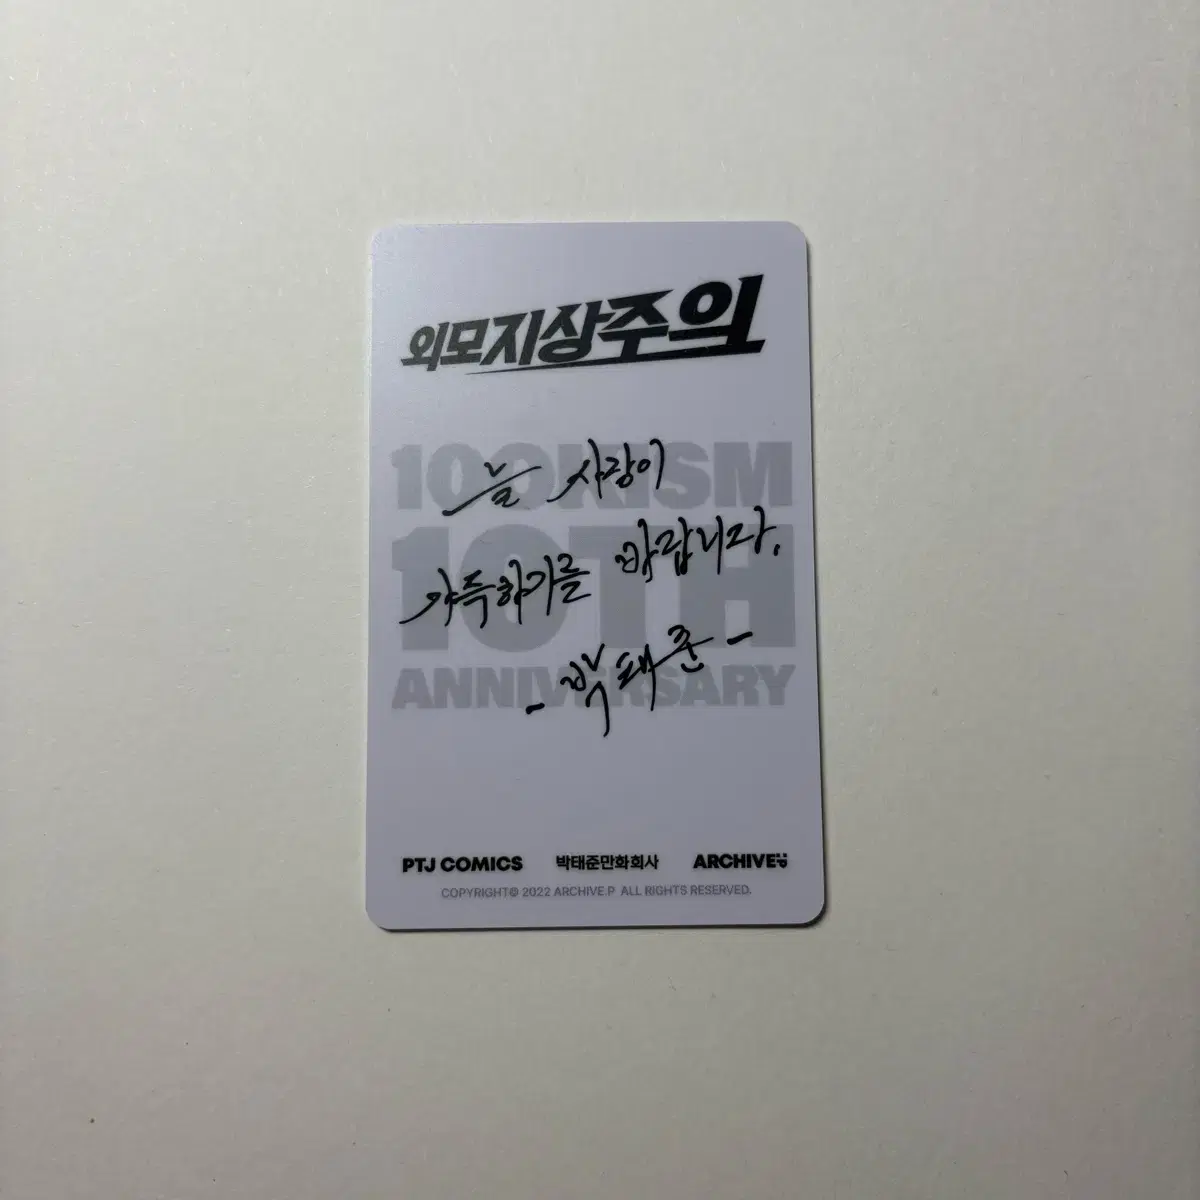 외모지상주의
100KISM
10TH
ANNIVERSARY
늘 사랑이
가득하기를 바랍니다.
- 박태준 -
PTJ COMICS 박태준만화회사 ARCHIVE:P
COPYRIGHT© 2022 ARCHIVE.P ALL RIGHTS RESERVED.